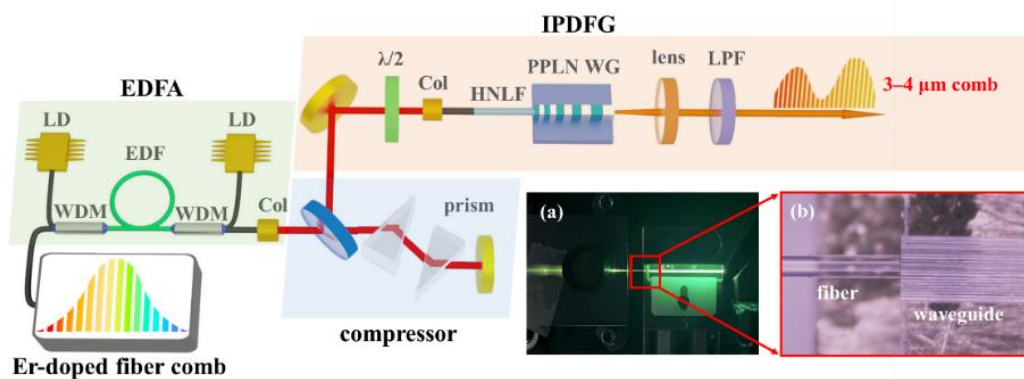 IPDFG
λ/2
Col
HNLF
PPLN WG
lens
LPF
3–4 μm comb
EDFA
LD
LD
EDF
WDM
WDM
Col
prism
compressor
Er-doped fiber comb
(a)
(b)
fiber
waveguide